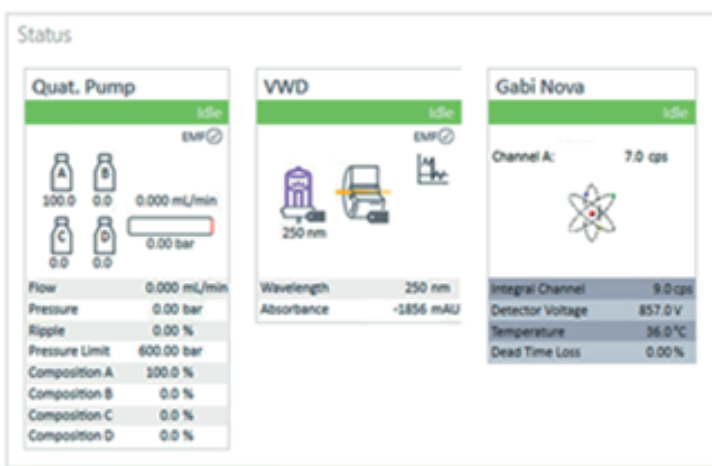 Status
Quat. Pump
Idle
EMF
A B
100.0 0.0 0.000 mL/min
C D
0.00 bar
0.0 0.0
Flow 0.000 mL/min
Pressure 0.00 bar
Ripple 0.00 %
Pressure Limit 600.00 bar
Composition A 100.0 %
Composition B 0.0 %
Composition C 0.0 %
Composition D 0.0 %
VWD
Idle
EMF
250 nm
Wavelength 250 nm
Absorbance -1856 mAU
Gabi Nova
Idle
Channel A: 7.0 cps
Integral Channel 9.0 cps
Detector Voltage 857.0 V
Temperature 36.0 °C
Dead Time Loss 0.00 %